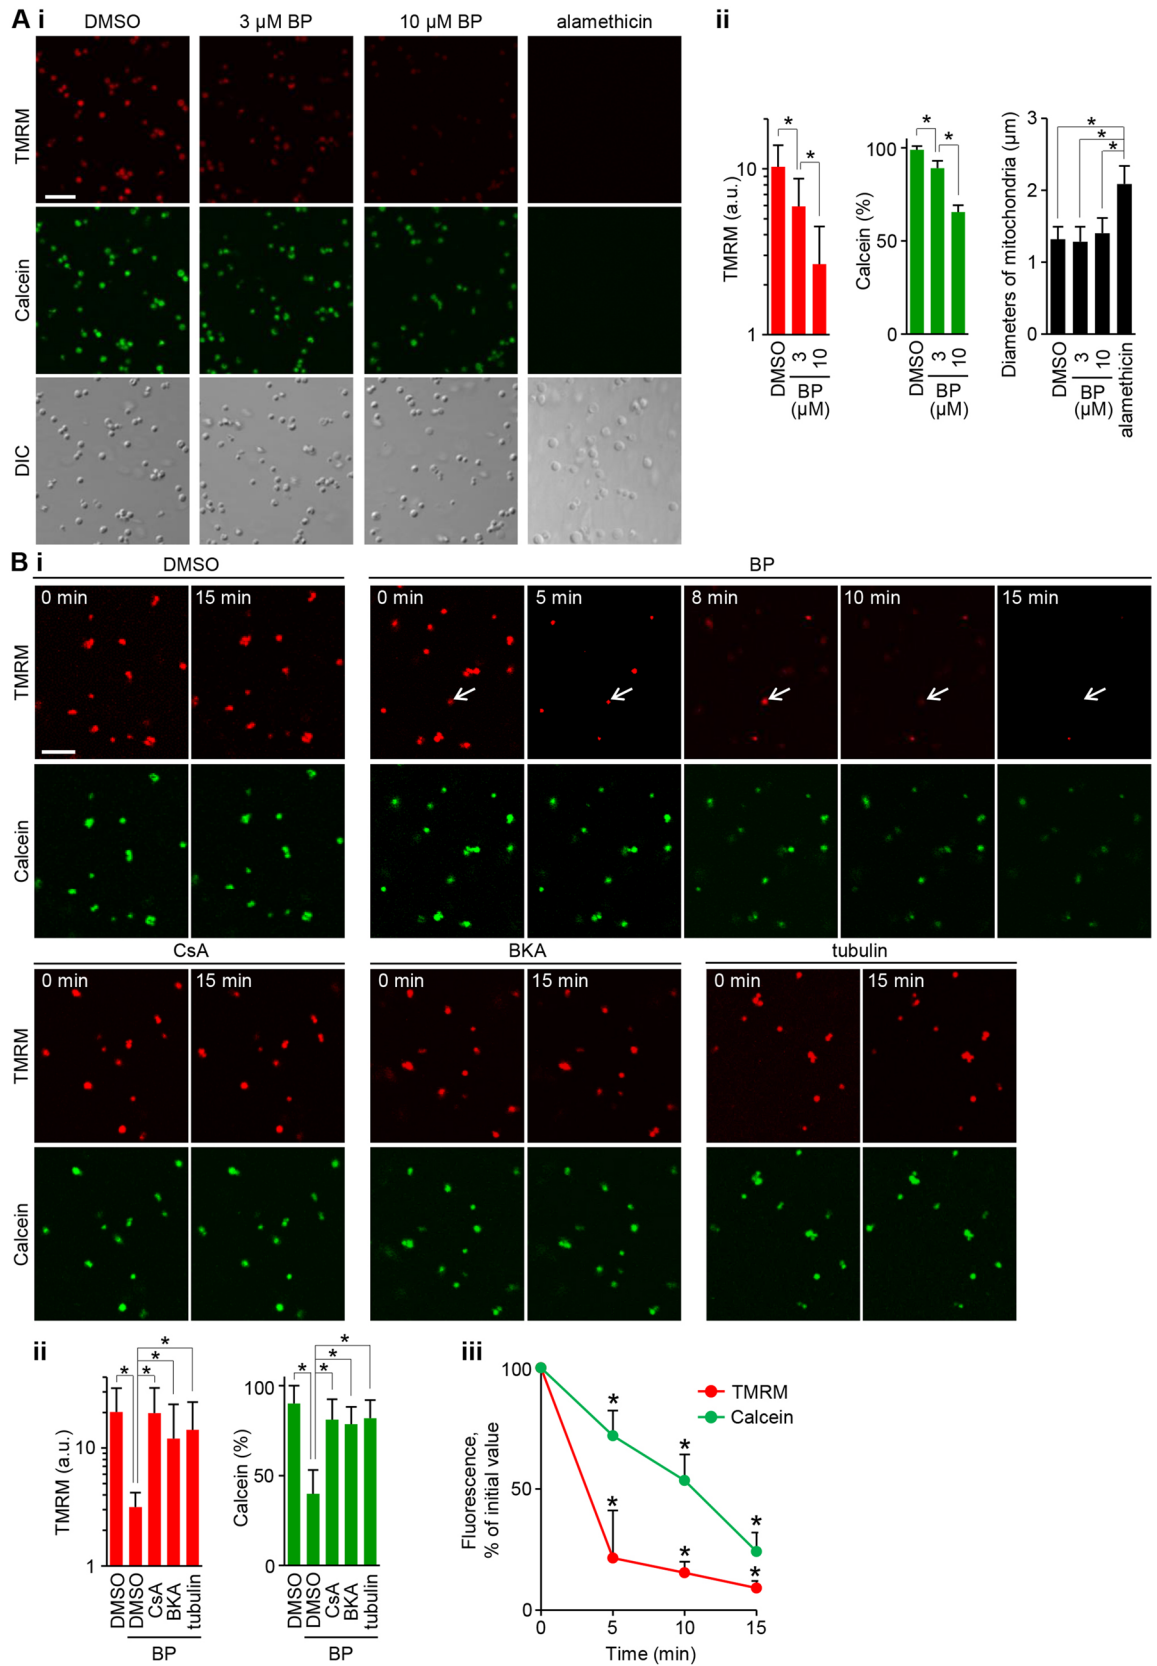 A i
DMSO
3 µM BP
10 µM BP
alamethicin
TMRM
Calcein
DIC
ii
TMRM (a.u.)
10
1
DMSO
3
10
BP
(µM)
Calcein (%)
100
50
0
DMSO
3
10
BP
(µM)
Diameters of mitochondria (µm)
3
2
1
0
DMSO
3
10
BP
(µM)
alamethicin
* * * * * * *
B i
DMSO
BP
0 min
15 min
0 min
5 min
8 min
10 min
15 min
TMRM
Calcein
CsA
BKA
tubulin
0 min
15 min
0 min
15 min
0 min
15 min
TMRM
Calcein
ii
TMRM (a.u.)
10
1
* * * *
DMSO
DMSO
CsA
BKA
tubulin
BP
Calcein (%)
100
50
0
* * * *
DMSO
DMSO
CsA
BKA
tubulin
BP
iii
Fluorescence,
% of initial value
100
50
0
TMRM
Calcein
* * * * * *
0
5
10
15
Time (min)